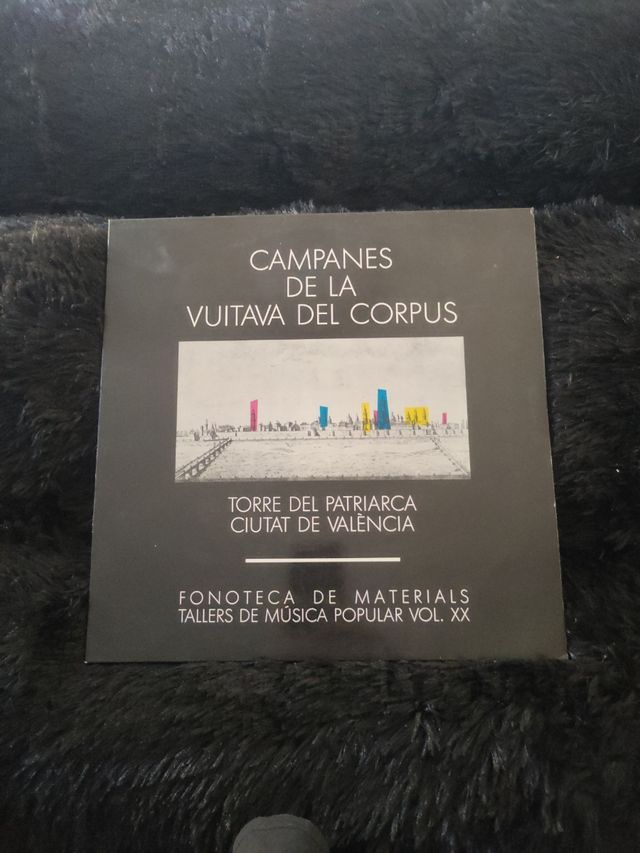 CAMPANES
DE LA
VUITAVA DEL CORPUS
TORRE DEL PATRIARCA
CIUTAT DE VALÈNCIA
FONOTECA DE MATERIALS
TALLERS DE MÚSICA POPULAR VOL. XX